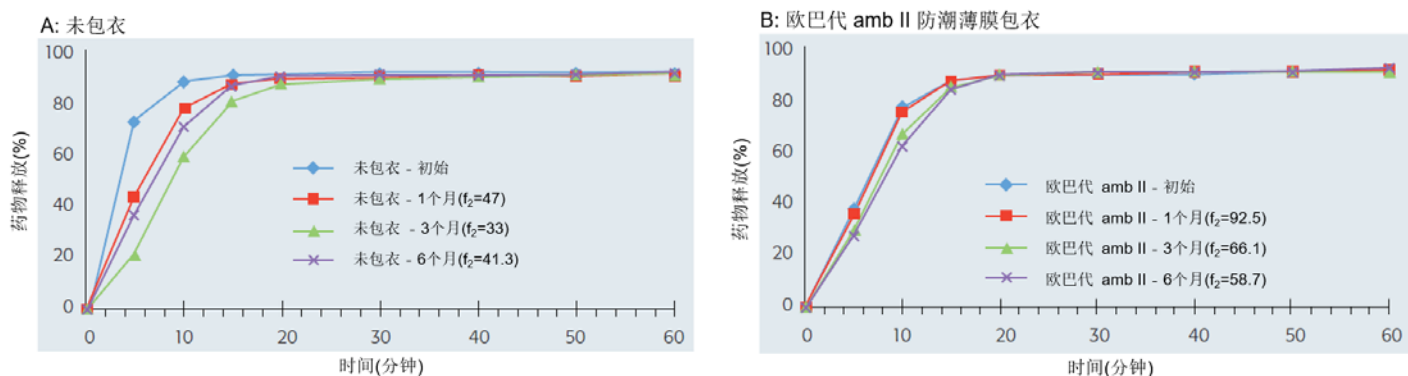 A: 未包衣
100
80
60
40
20
0
药物释放(%)
未包衣 - 初始
未包衣 - 1个月(f2=47)
未包衣 - 3个月(f2=33)
未包衣 - 6个月(f2=41.3)
0 10 20 30 40 50 60
时间(分钟)
B: 欧巴代 amb II 防潮薄膜包衣
100
80
60
40
20
0
药物释放(%)
欧巴代 amb II - 初始
欧巴代 amb II - 1个月(f2=92.5)
欧巴代 amb II - 3个月(f2=66.1)
欧巴代 amb II - 6个月(f2=58.7)
0 10 20 30 40 50 60
时间(分钟)